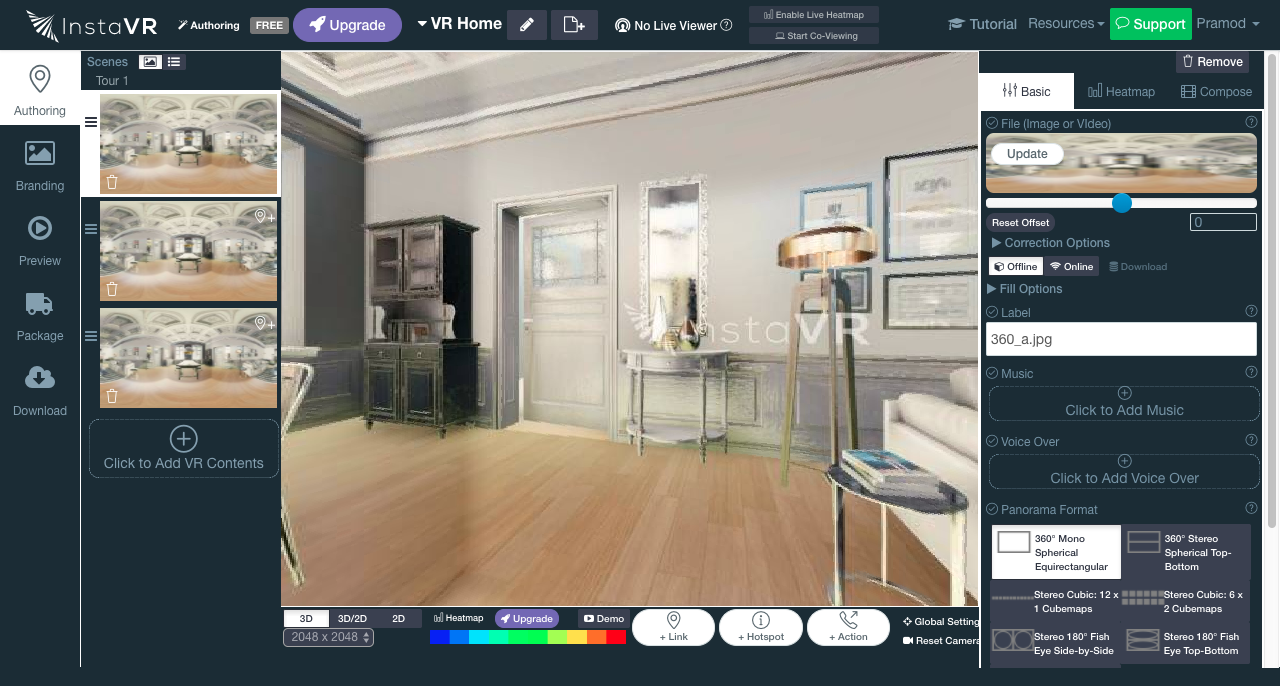 InstaVR
Authoring
FREE
Upgrade
VR Home
No Live Viewer
Enable Live Heatmap
Start Co-Viewing
Tutorial
Resources
Support
Pramod
Authoring
Branding
Preview
Package
Download
Scenes
Tour 1
Click to Add VR Contents
InstaVR
3D
3D/2D
2D
2048 x 2048
Heatmap
Upgrade
Demo
+ Link
+ Hotspot
+ Action
Global Setting
Reset Camera
Remove
Basic
Heatmap
Compose
File (Image or VIdeo)
Update
Reset Offset
0
Correction Options
Offline
Online
Download
Fill Options
Label
360_a.jpg
Music
Click to Add Music
Voice Over
Click to Add Voice Over
Panorama Format
360° Mono
Spherical
Equirectangular
360° Stereo
Spherical Top-
Bottom
Stereo Cubic: 12 x
1 Cubemaps
Stereo Cubic: 6 x
2 Cubemaps
Stereo 180° Fish
Eye Side-by-Side
Stereo 180° Fish
Eye Top-Bottom